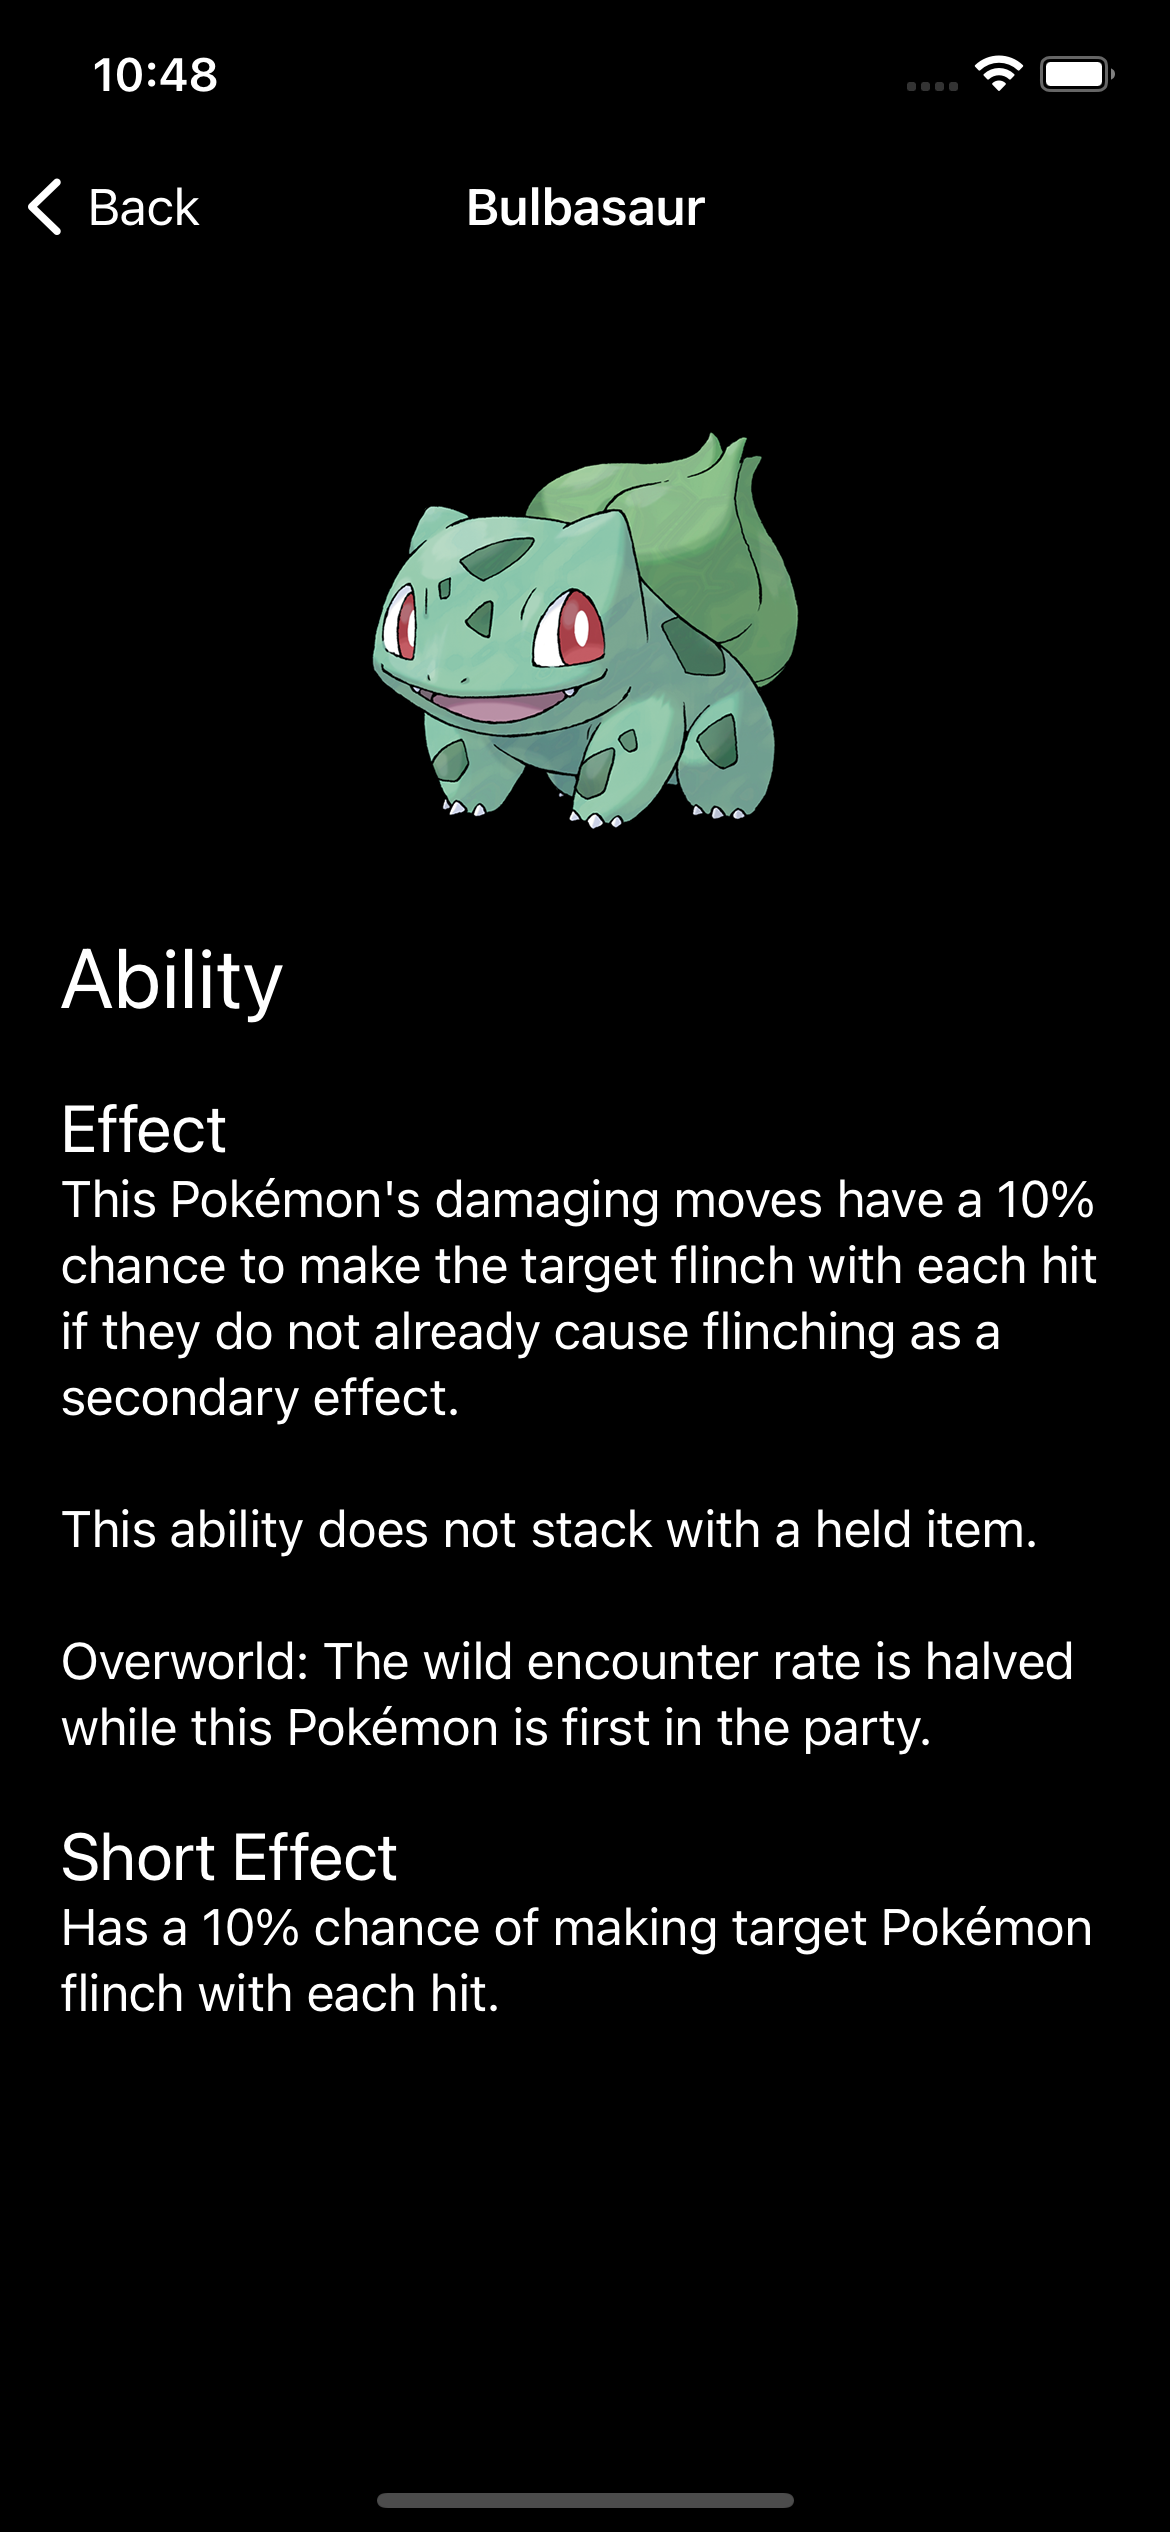 10:48
Back
Bulbasaur
Ability
Effect
This Pokémon's damaging moves have a 10%
chance to make the target flinch with each hit
if they do not already cause flinching as a
secondary effect.
This ability does not stack with a held item.
Overworld: The wild encounter rate is halved
while this Pokémon is first in the party.
Short Effect
Has a 10% chance of making target Pokémon
flinch with each hit.